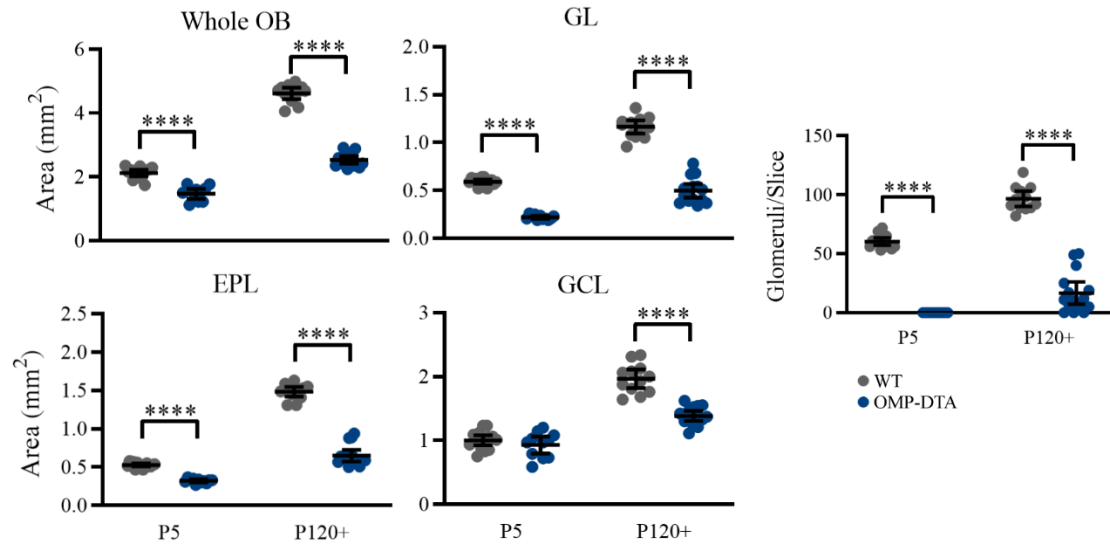 Whole OB
Area (mm²)
6
4
2
0
****
****
GL
2.0
1.5
1.0
0.5
0.0
****
****
EPL
Area (mm²)
2.5
2.0
1.5
1.0
0.5
0.0
****
****
P5 P120+
GCL
3
2
1
0
****
P5 P120+
Glomeruli/Slice
150
100
50
0
****
****
P5 P120+
WT
OMP-DTA